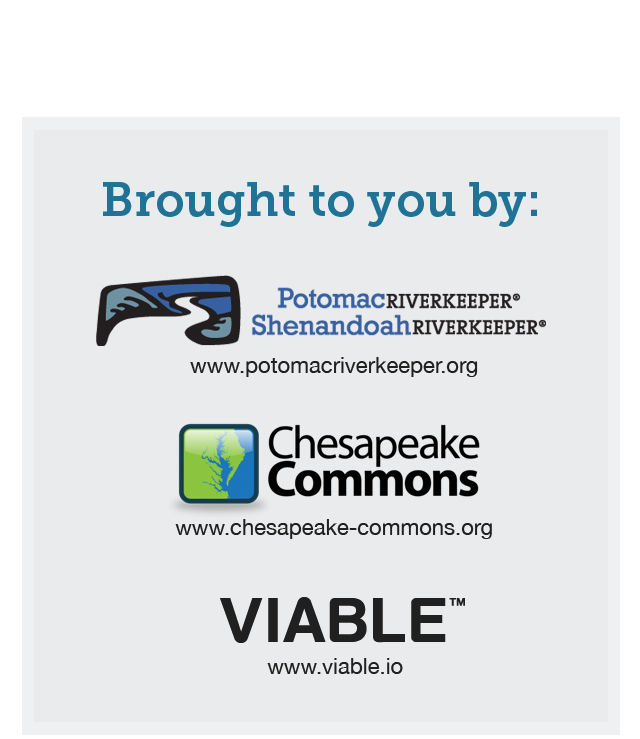 Brought to you by:
PotomacRIVERKEEPER®
ShenandoahRIVERKEEPER®
www.potomacriverkeeper.org
Chesapeake
Commons
www.chesapeake-commons.org
VIABLE™
www.viable.io